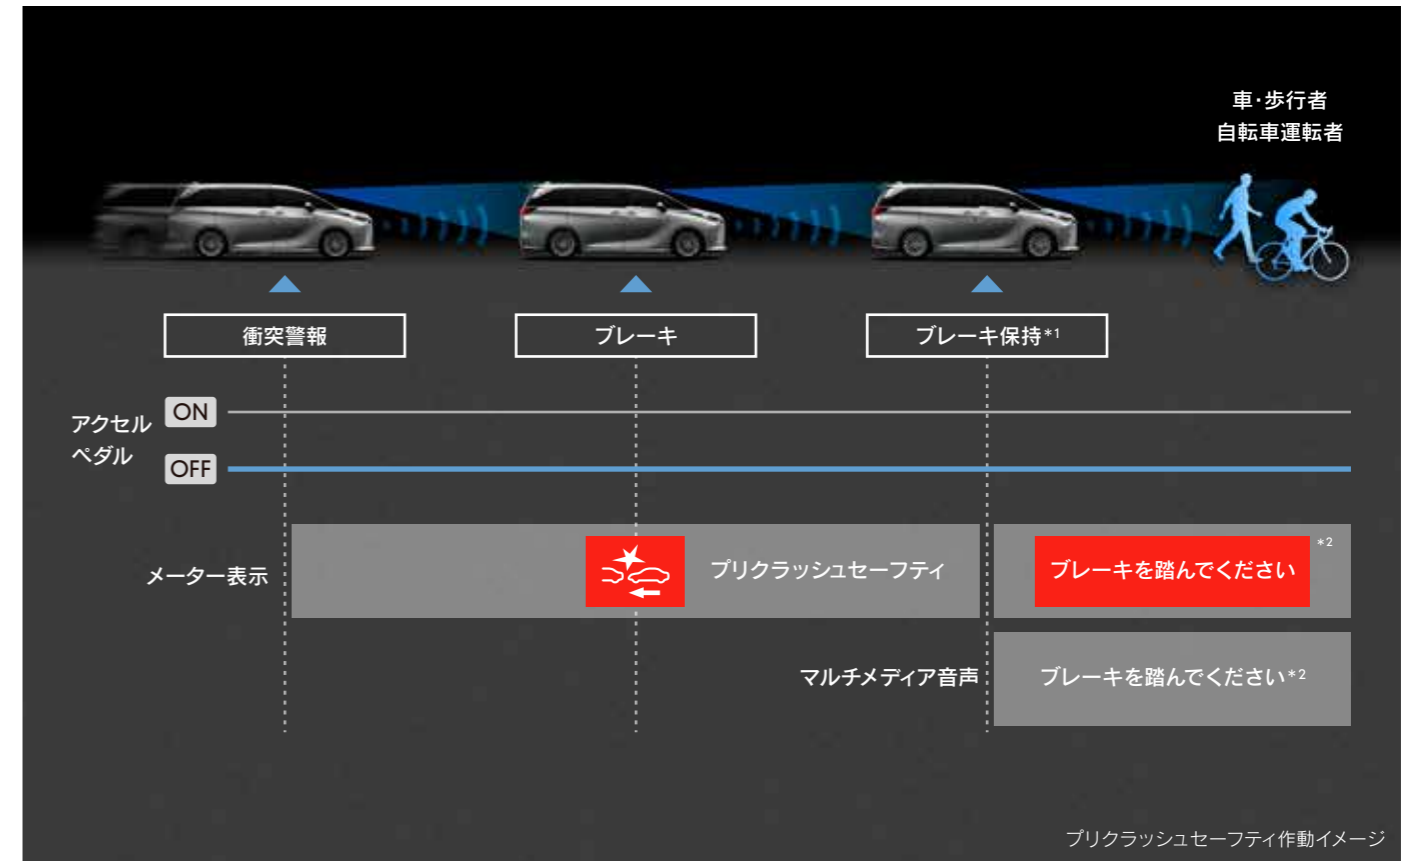 車・歩行者
自転車運転者
衝突警報
ブレーキ
ブレーキ保持*1
アクセル
ペダル
ON
OFF
メーター表示
プリクラッシュセーフティ
ブレーキを踏んでください
*2
マルチメディア音声
ブレーキを踏んでください*2
プリクラッシュセーフティ作動イメージ